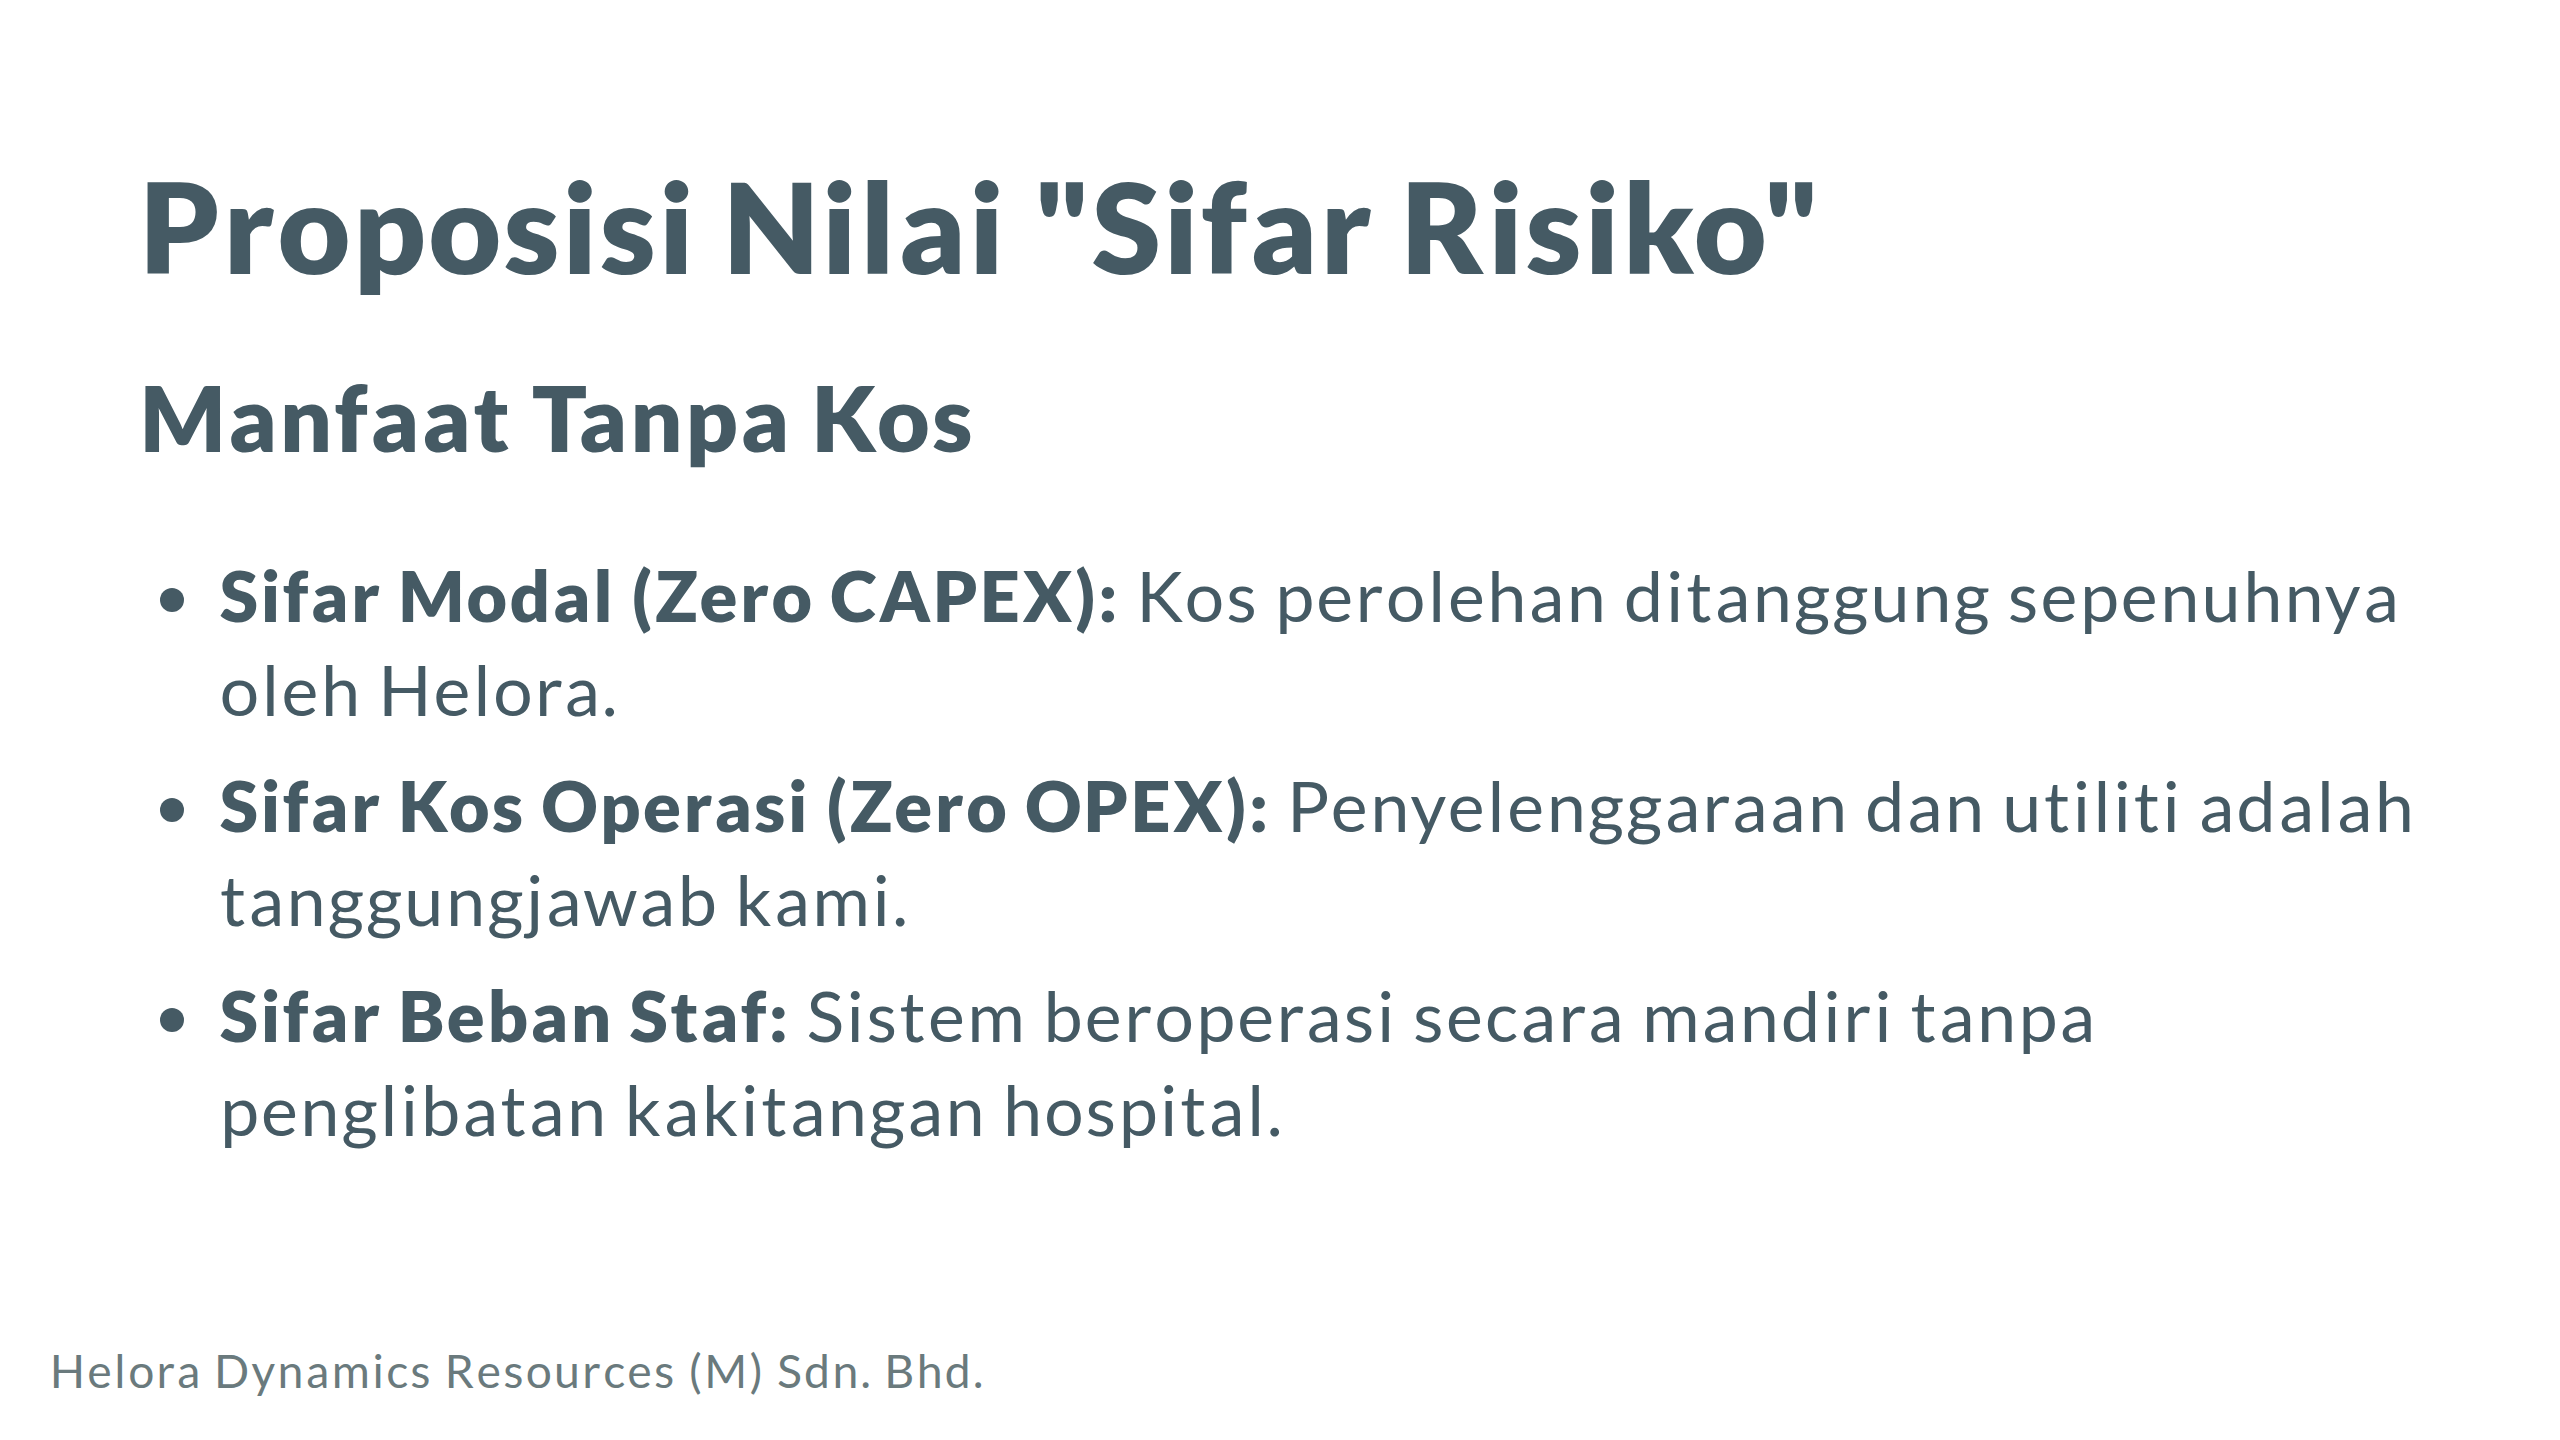 Proposisi Nilai "Sifar Risiko"
Manfaat Tanpa Kos
• Sifar Modal (Zero CAPEX): Kos perolehan ditanggung sepenuhnya
oleh Helora.
• Sifar Kos Operasi (Zero OPEX): Penyelenggaraan dan utiliti adalah
tanggungjawab kami.
• Sifar Beban Staf: Sistem beroperasi secara mandiri tanpa
penglibatan kakitangan hospital.
Helora Dynamics Resources (M) Sdn. Bhd.